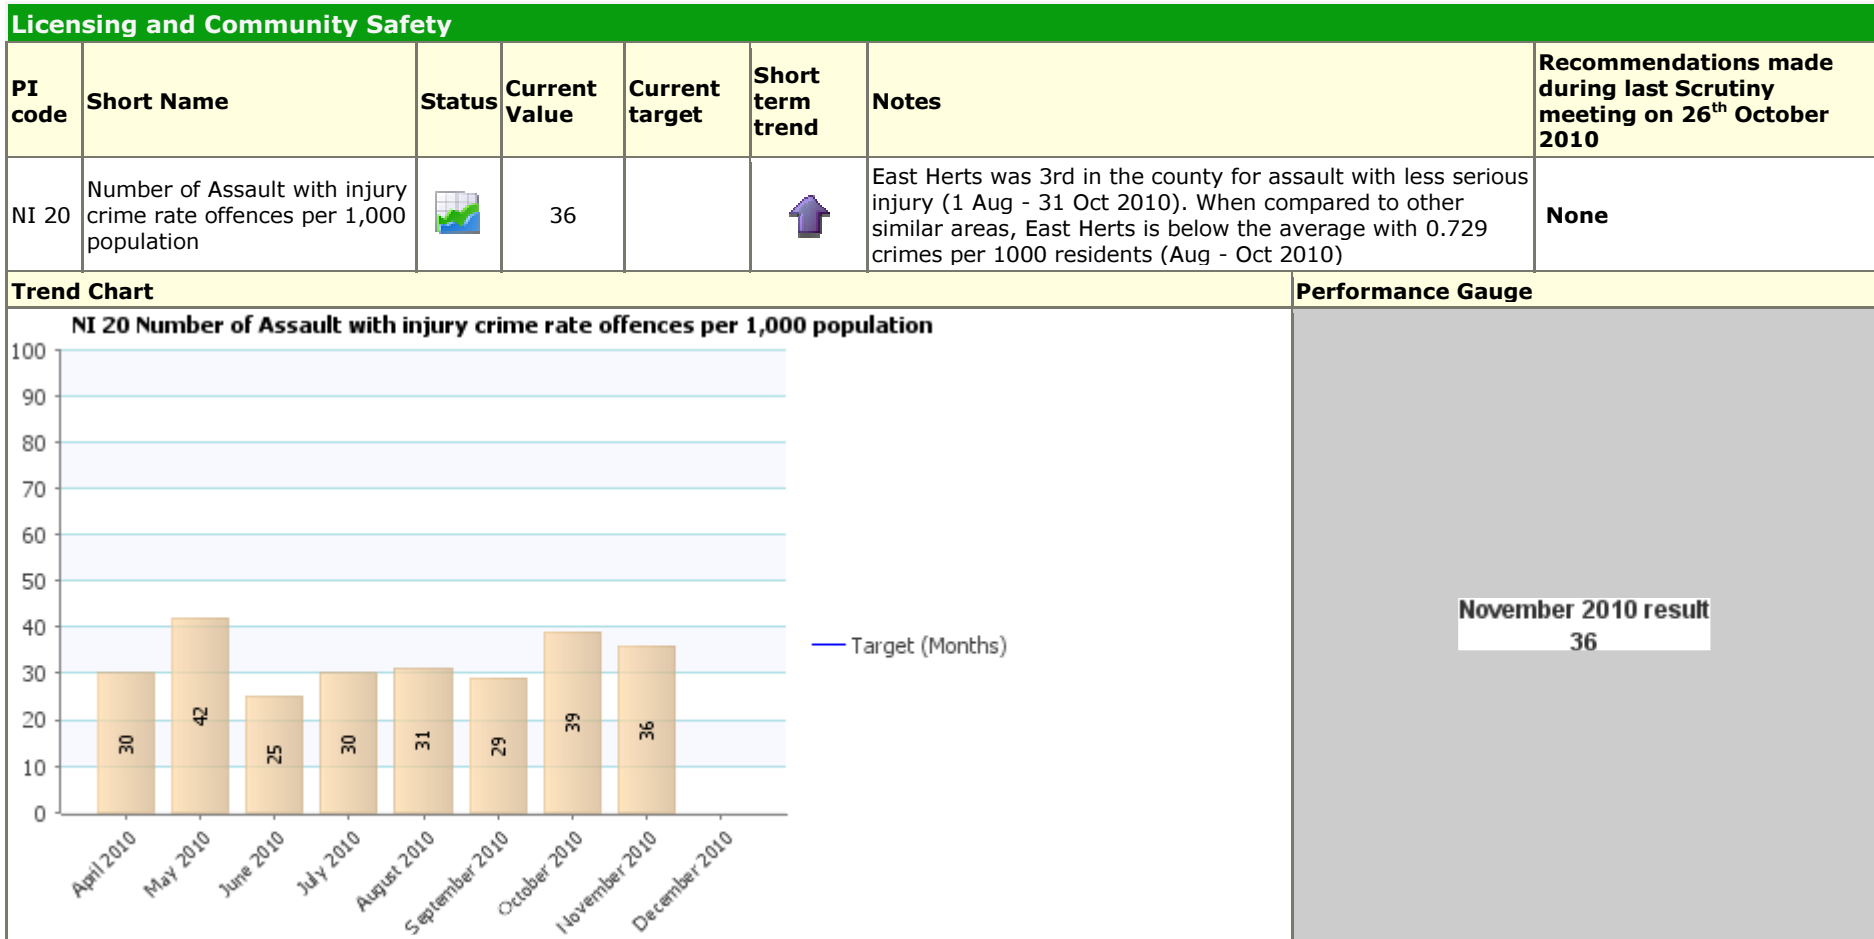 Licensing and Community Safety
PI code
Short Name
Status
Current Value
Current target
Short term trend
Notes
Recommendations made during last Scrutiny meeting on 26th October 2010
NI 20
Number of Assault with injury
crime rate offences per 1,000
population
36
East Herts was 3rd in the county for assault with less serious
injury (1 Aug - 31 Oct 2010). When compared to other
similar areas, East Herts is below the average with 0.729
crimes per 1000 residents (Aug - Oct 2010)
None
Trend Chart
Performance Gauge
NI 20 Number of Assault with injury crime rate offences per 1,000 population
100
90
80
70
60
50
40
30
20
10
0
30
42
25
30
31
29
39
36
April 2010
May 2010
June 2010
July 2010
August 2010
September 2010
October 2010
November 2010
December 2010
Target (Months)
November 2010 result
36